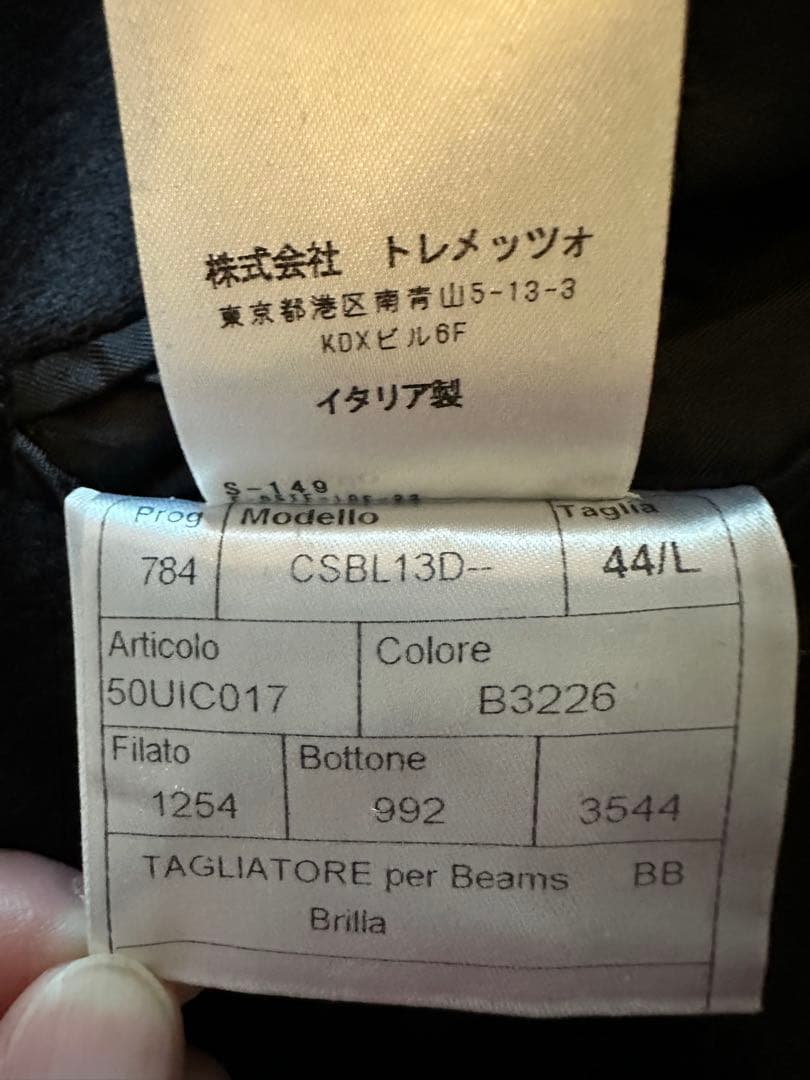 株式会社 トレメッツォ
東京都港区南青山5-13-3
KDXビル6F
イタリア製
S-149
Prog Modello Taglia
784 CSBL13D-- 44/L
Articolo Colore
50UIC017 B3226
Filato Bottone
1254 992 3544
TAGLIATORE per Beams BB
Brilla